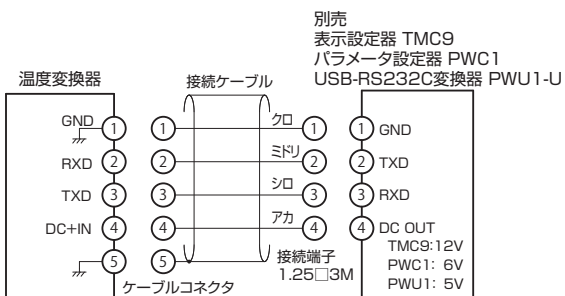 別売
表示設定器 TMC9
パラメータ設定器 PWC1
USB-RS232C変換器 PWU1-U
温度変換器
接続ケーブル
GND 1 1 クロ 1 1 GND
RXD 2 2 ミドリ 2 2 TXD
TXD 3 3 シロ 3 3 RXD
DC+IN 4 4 アカ 4 4 DC OUT
TMC9:12V
5 5 接続端子 PWC1: 6V
ケーブルコネクタ 1.25□3M PWU1: 5V